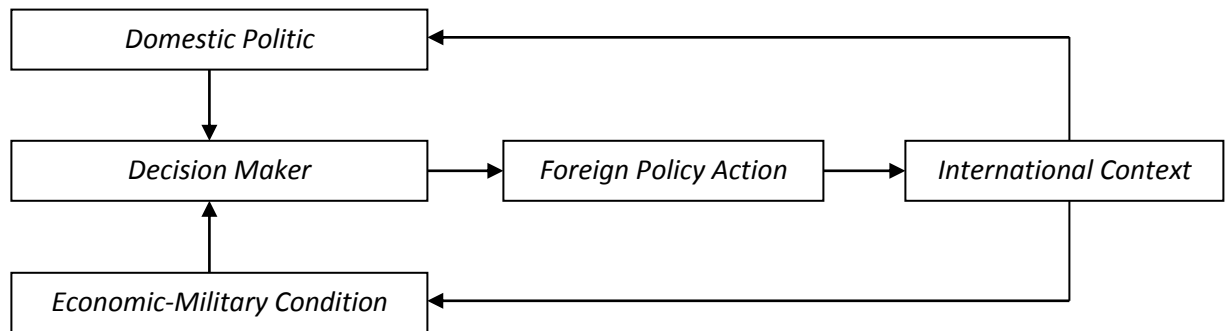 Domestic Politic
Decision Maker
Foreign Policy Action
International Context
Economic-Military Condition